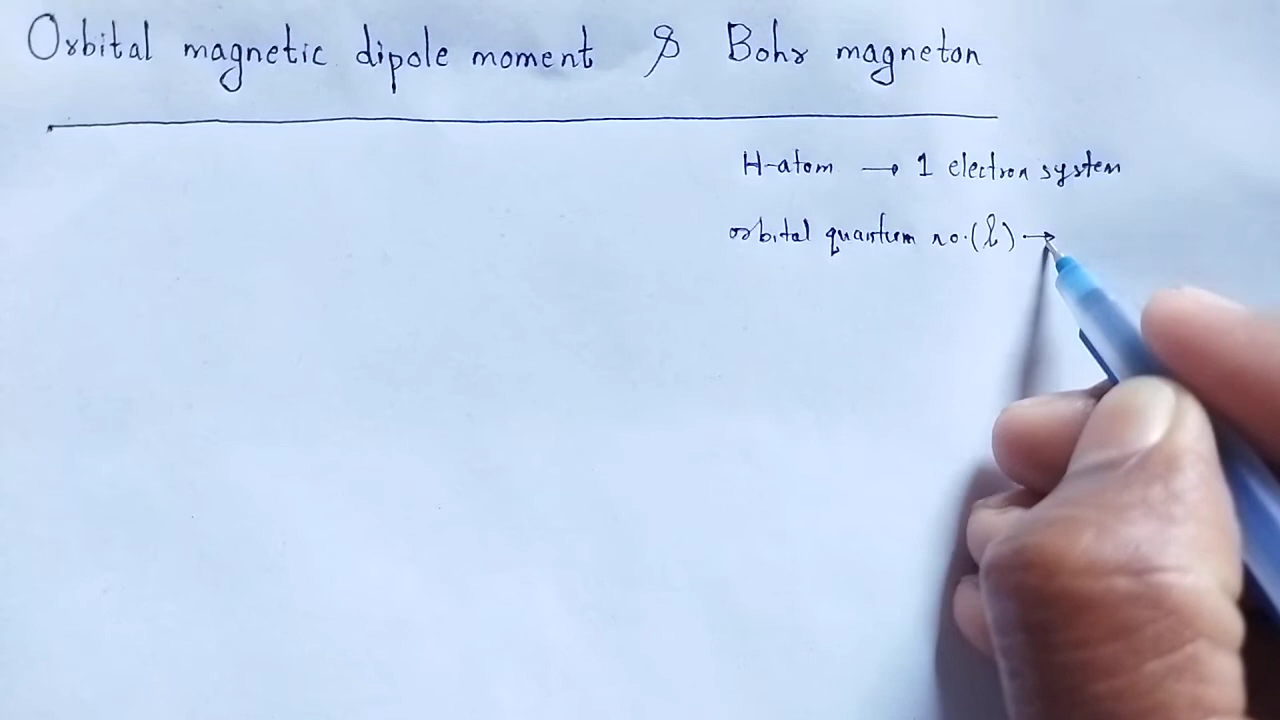 Orbital magnetic dipole moment & Bohr magneton
H-atom → 1 electron system
orbital quantum no. (l) →